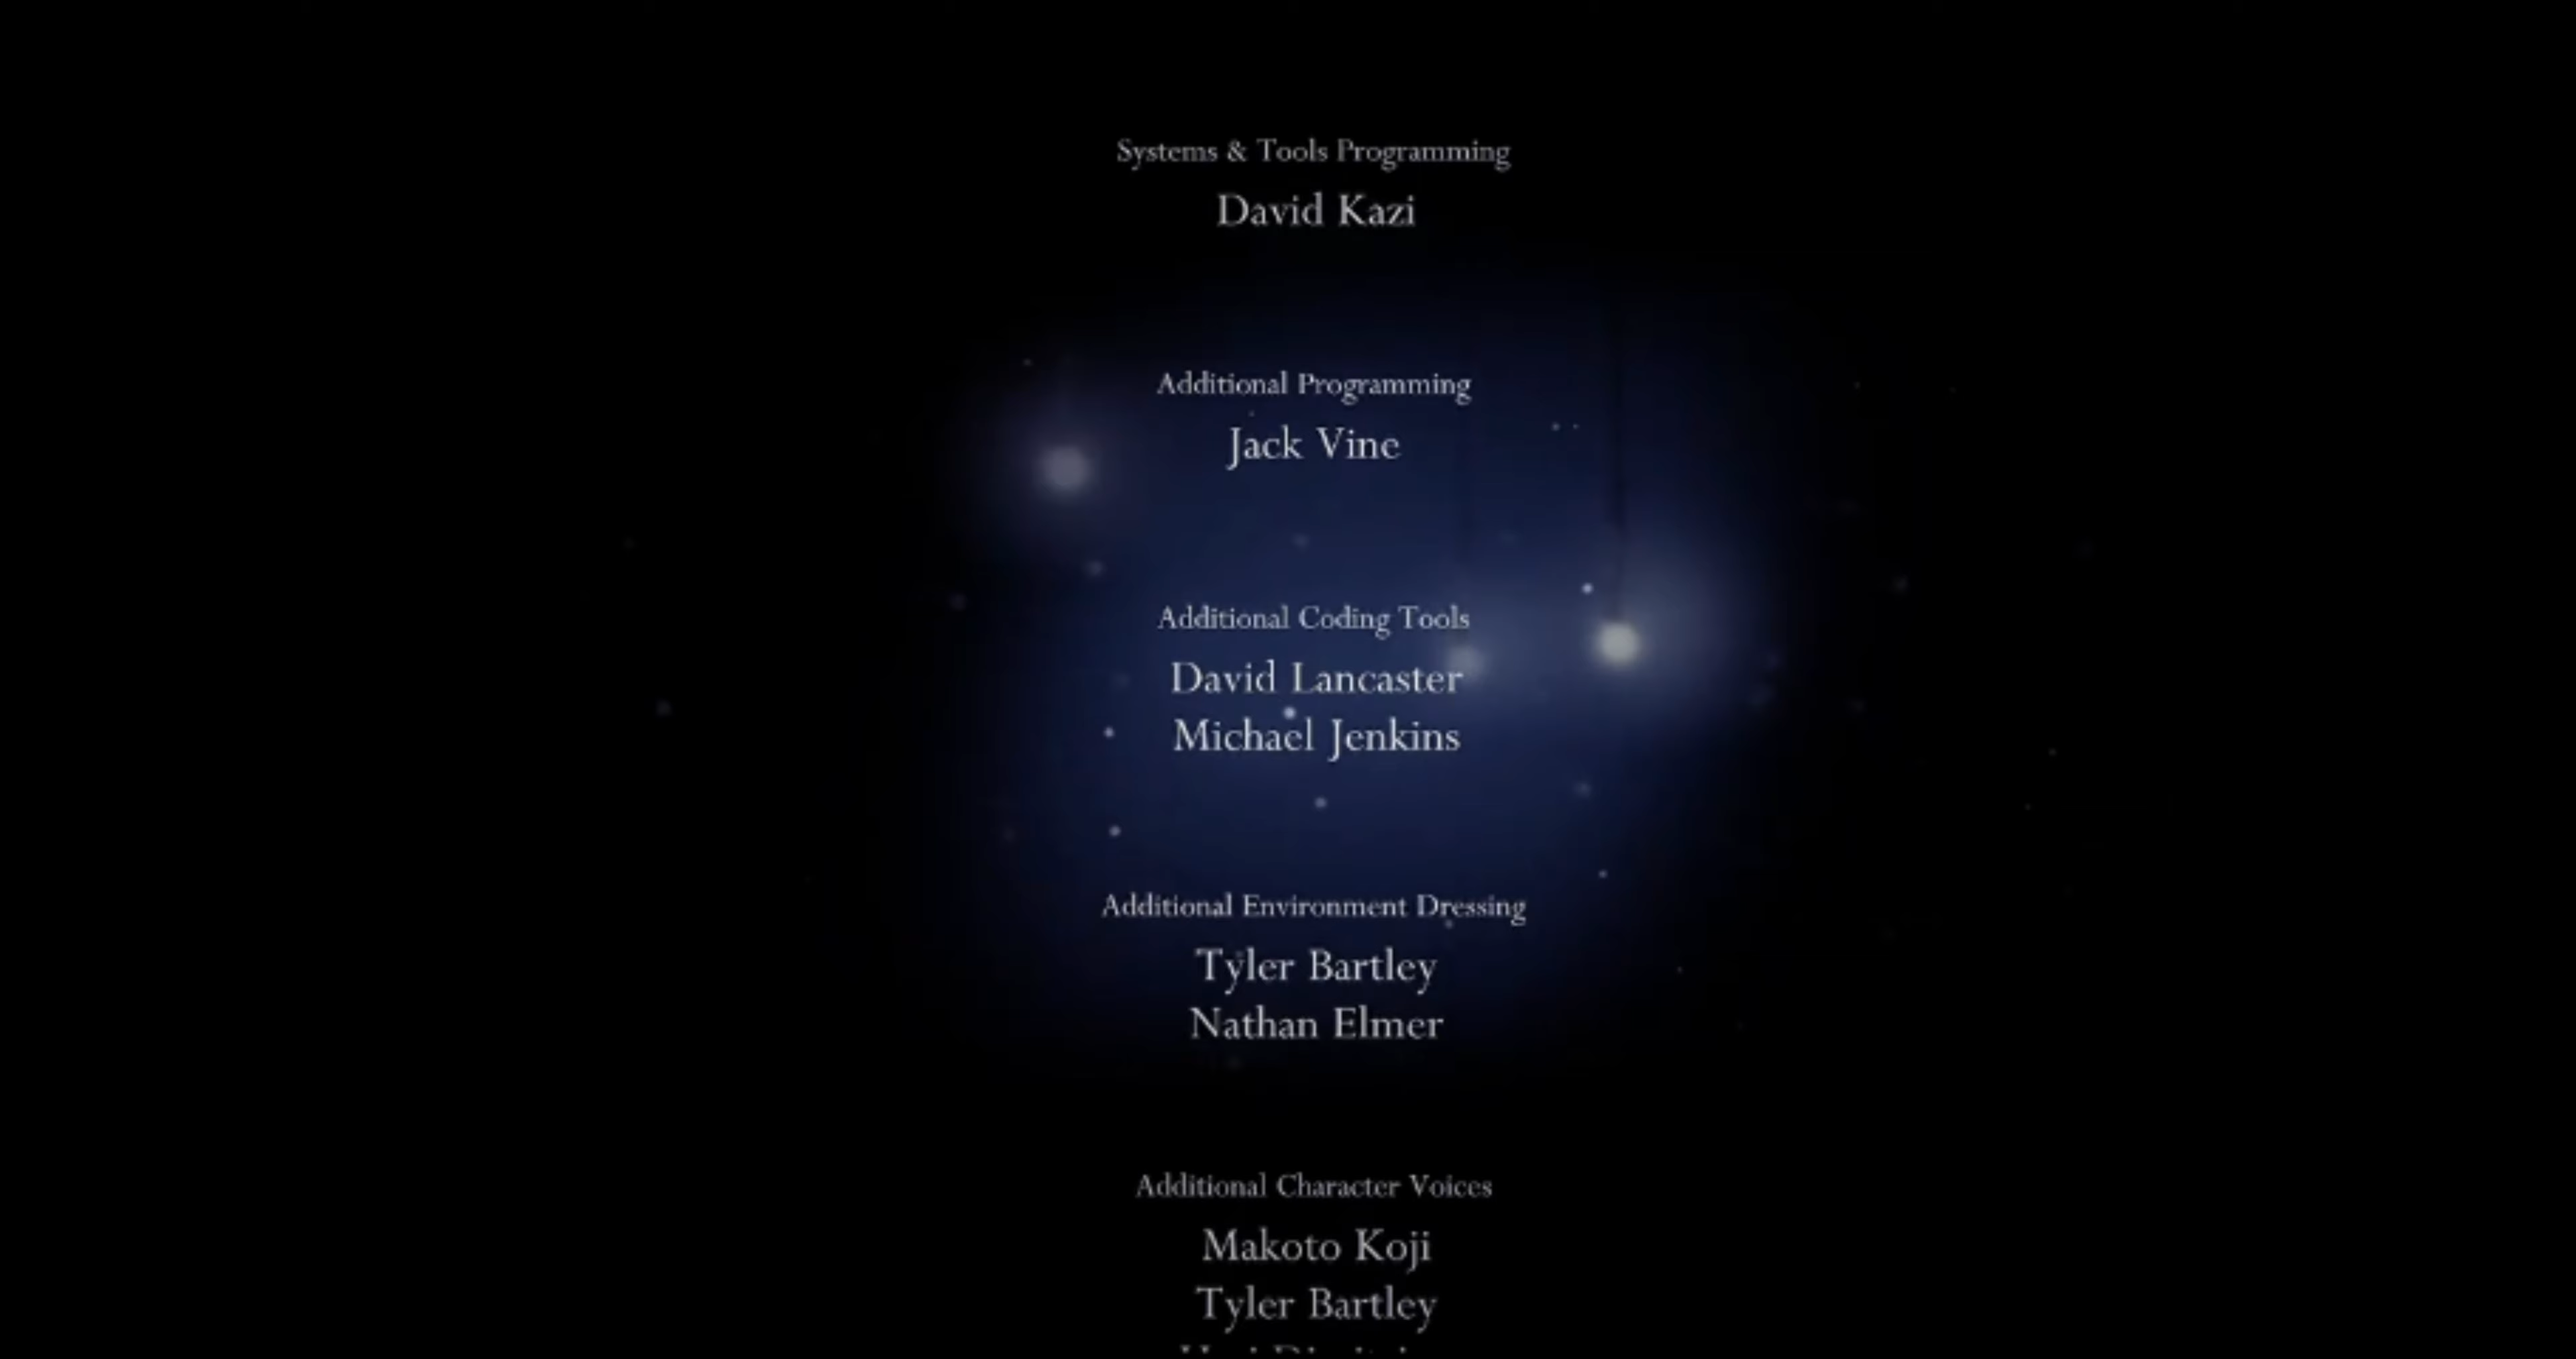 Systems & Tools Programming
David Kazi
Additional Programming
Jack Vine
Additional Coding Tools
David Lancaster
Michael Jenkins
Additional Environment Dressing
Tyler Bartley
Nathan Elmer
Additional Character Voices
Makoto Koji
Tyler Bartley